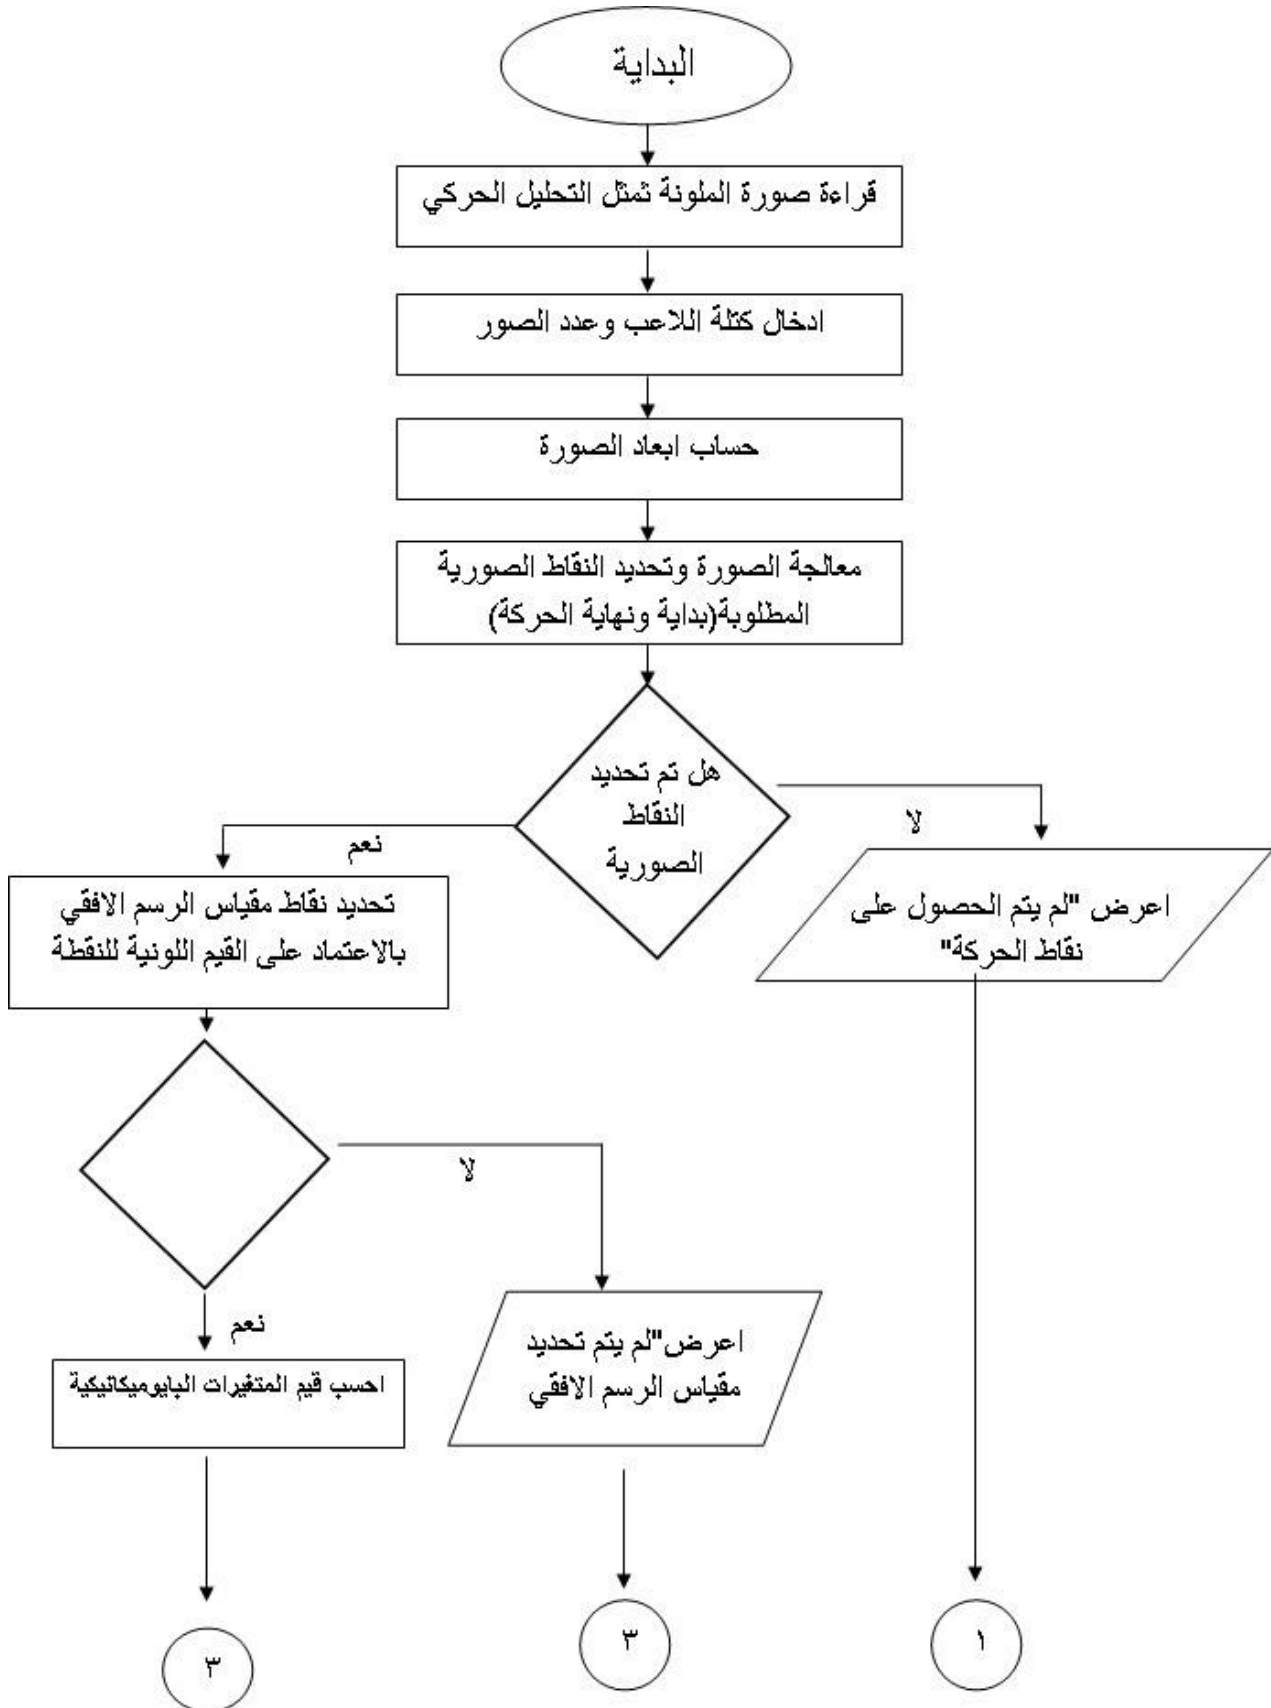 البداية
قراءة صورة الملونة تمثل التحليل الحركي
ادخال كتلة اللاعب وعدد الصور
حساب ابعاد الصورة
معالجة الصورة وتحديد النقاط الصورية
المطلوبة(بداية ونهاية الحركة)
هل تم تحديد
النقاط
الصورية
لا
نعم
اعرض "لم يتم الحصول على
نقاط الحركة"
تحديد نقاط مقياس الرسم الافقي
بالاعتماد على القيم اللونية للنقطة
لا
نعم
اعرض"لم يتم تحديد
مقياس الرسم الافقي
احسب قيم المتغيرات البايوميكانيكية
١
٣
٣